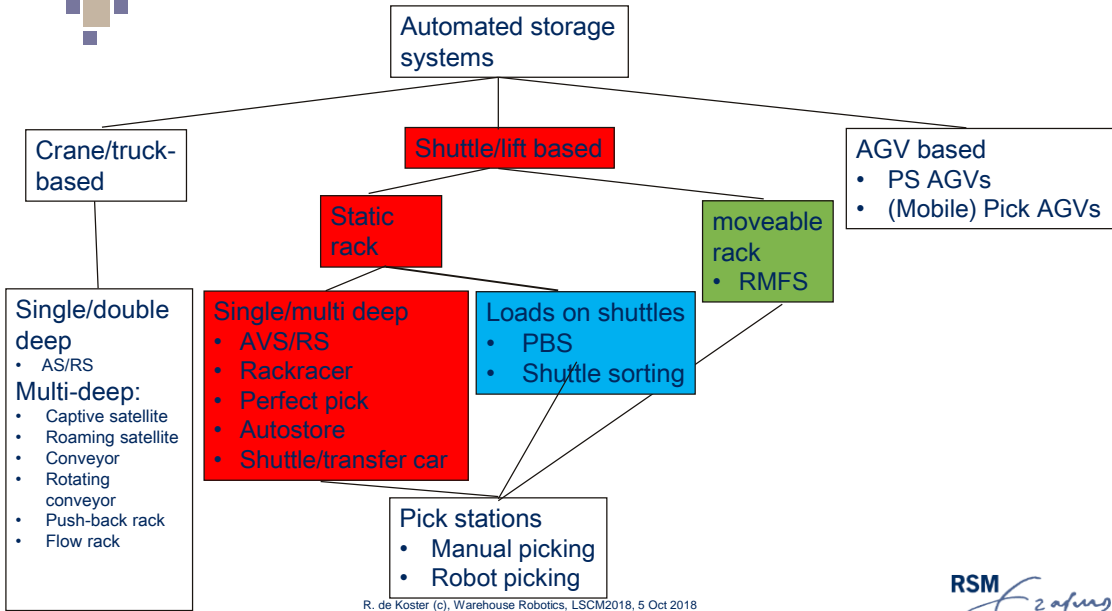 Automated storage
systems
Crane/truck-
based
Shuttle/lift based
AGV based
• PS AGVs
• (Mobile) Pick AGVs
Static
rack
moveable
rack
• RMFS
Single/double
deep
• AS/RS
Multi-deep:
• Captive satellite
• Roaming satellite
• Conveyor
• Rotating
conveyor
• Push-back rack
• Flow rack
Single/multi deep
• AVS/RS
• Rackracer
• Perfect pick
• Autostore
• Shuttle/transfer car
Loads on shuttles
• PBS
• Shuttle sorting
Pick stations
• Manual picking
• Robot picking
R. de Koster (c), Warehouse Robotics, LSCM2018, 5 Oct 2018
RSM